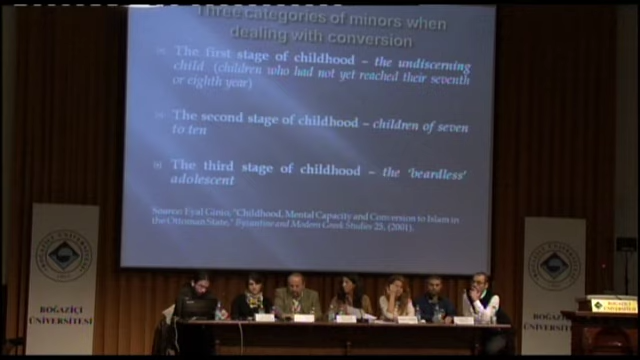 Three categories of minors when
dealing with conversion
The first stage of childhood – the undiscerning
child (children who had not yet reached their seventh
or eighth year)
The second stage of childhood – children of seven
to ten
The third stage of childhood – the 'beardless'
adolescent
Source: Eyal Ginio, "Childhood, Mental Capacity and Conversion to Islam in
the Ottoman State," Byzantine and Modern Greek Studies 25, (2001).
BOĞAZİÇİ
ÜNİVERSİTESİ
BOĞAZİÇİ
ÜNİVERSİTESİ
BOĞAZİÇİ